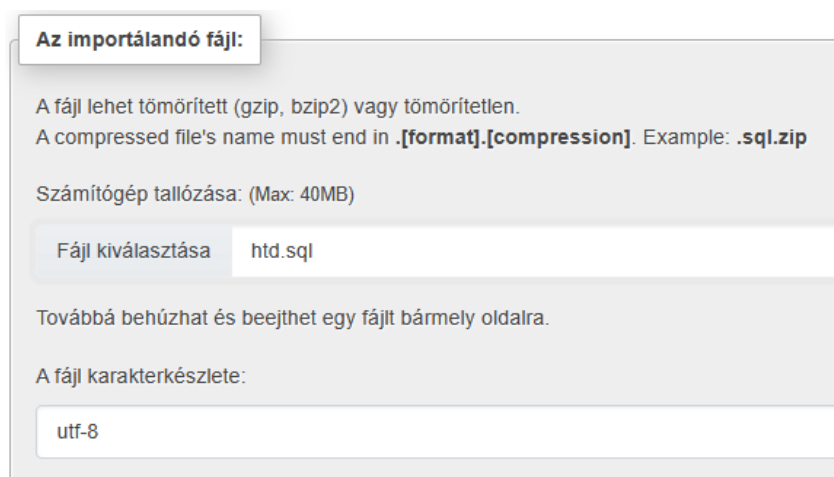 Az importálandó fájl:
A fájl lehet tömörített (gzip, bzip2) vagy tömörítetlen.
A compressed file's name must end in .[format].[compression]. Example: .sql.zip
Számítógép tallózása: (Max: 40MB)
Fájl kiválasztása htd.sql
Továbbá behúzhat és beejthet egy fájlt bármely oldalra.
A fájl karakterkészlete:
utf-8